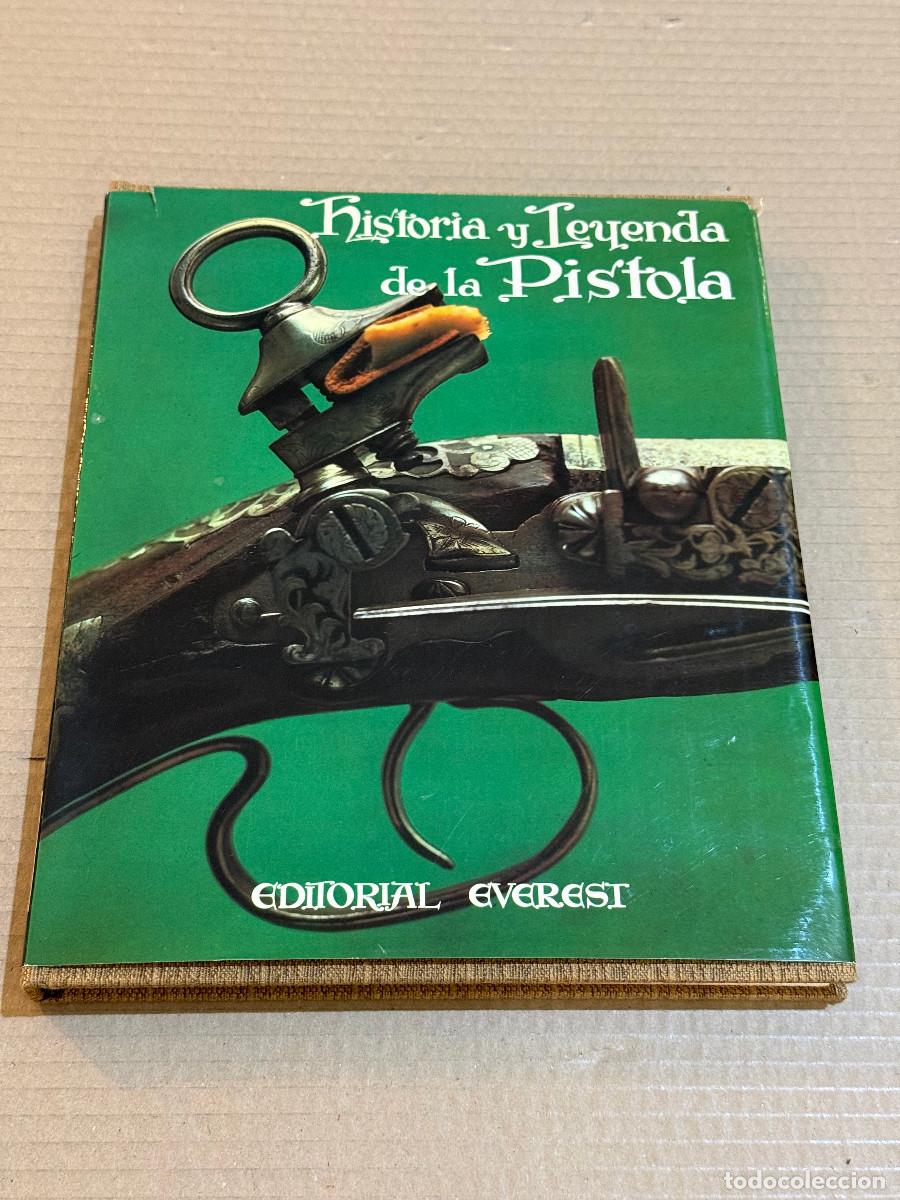 Historia y Leyenda
de la Pistola
EDITORIAL EVEREST
todocoleccion